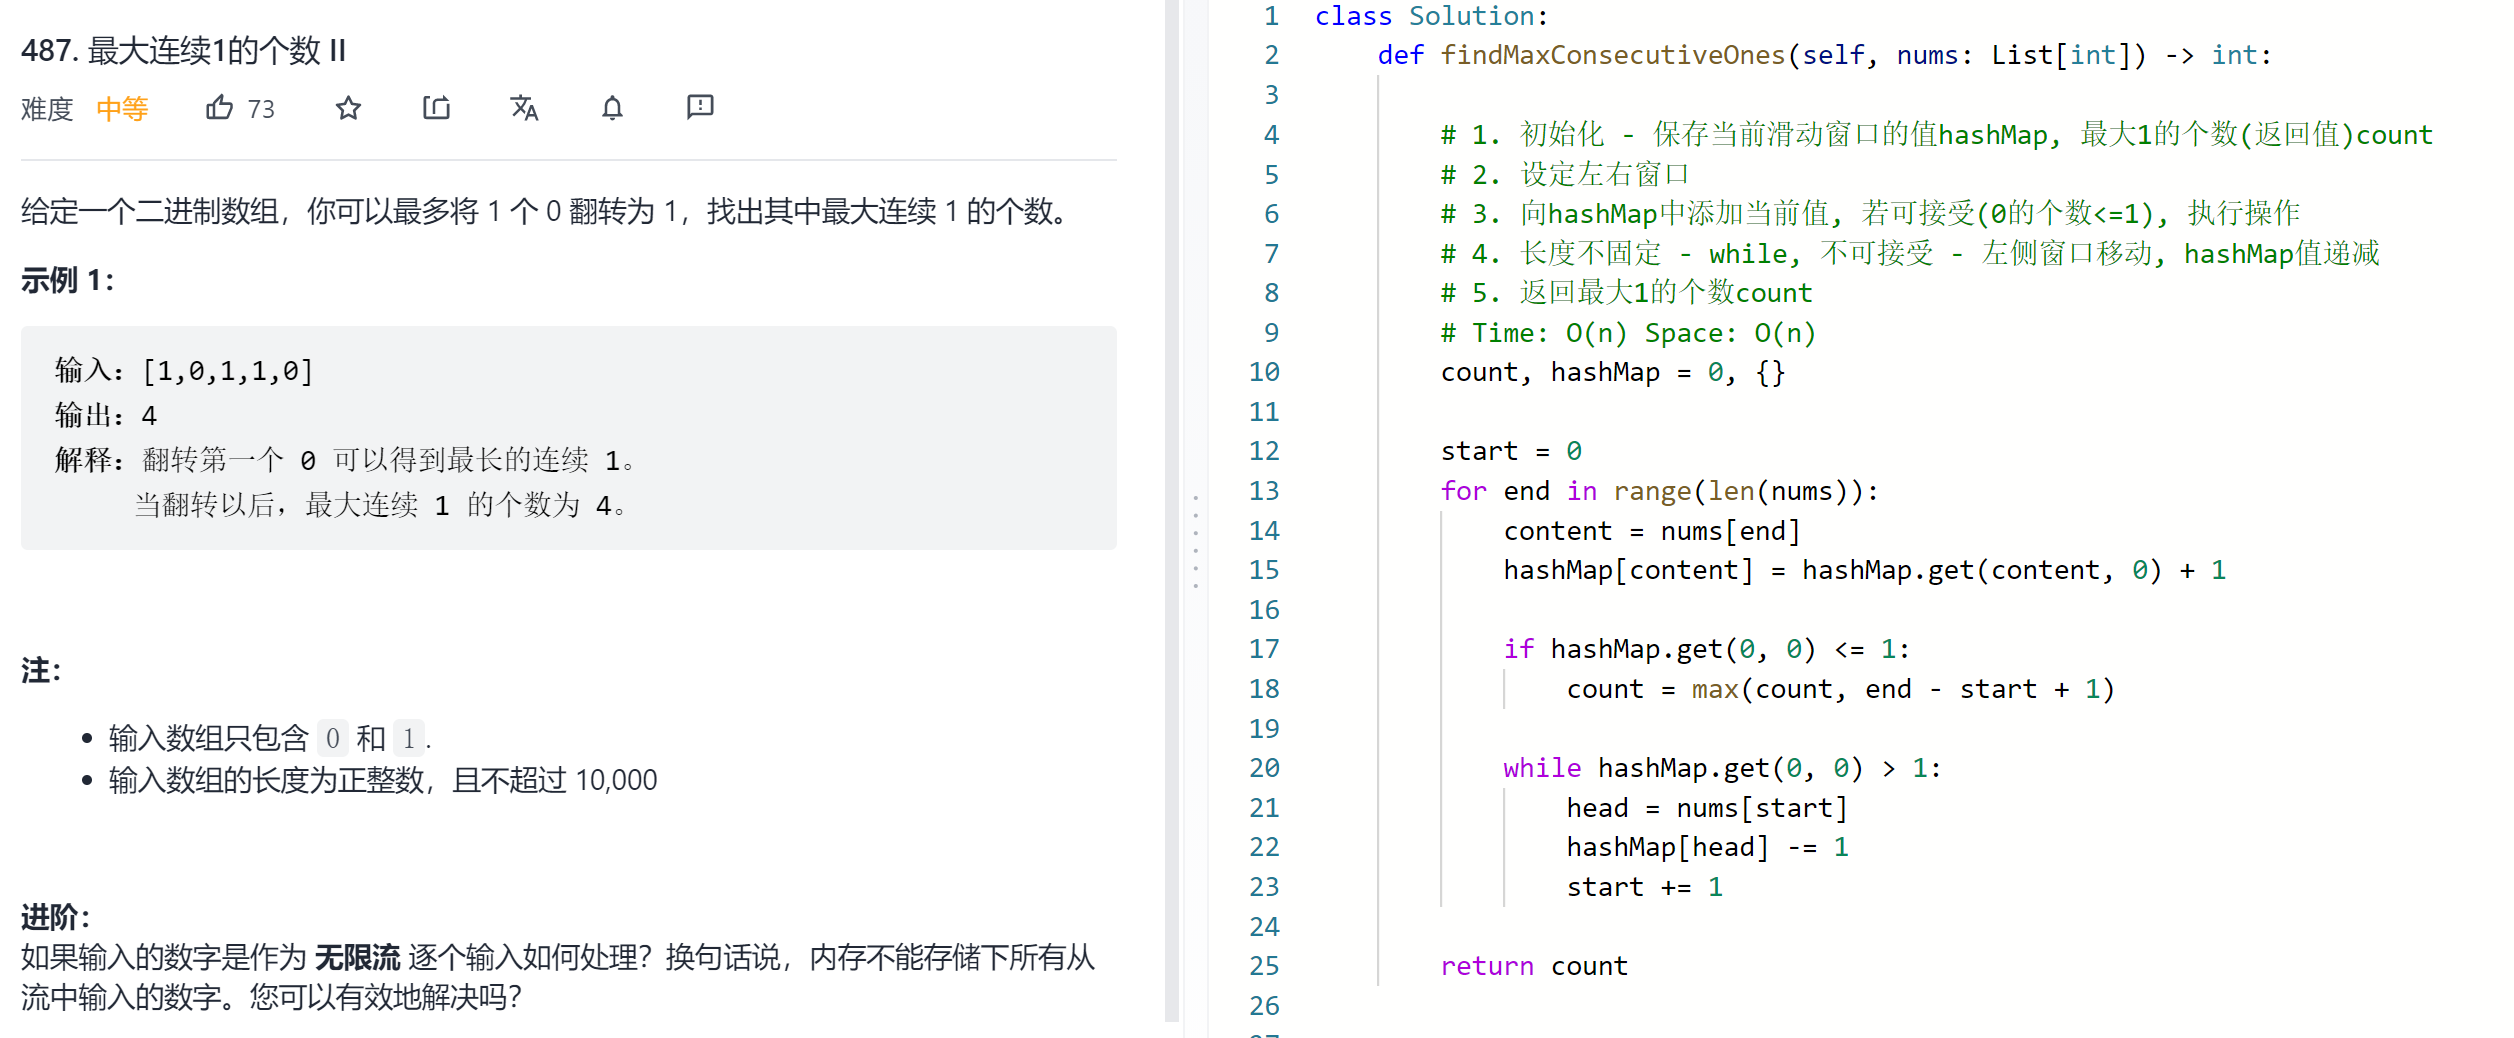 487. 最大连续1的个数 II
难度 中等 73
给定一个二进制数组，你可以最多将 1 个 0 翻转为 1，找出其中最大连续 1 的个数。
示例 1：
输入：[1,0,1,1,0]
输出：4
解释：翻转第一个 0 可以得到最长的连续 1。
当翻转以后，最大连续 1 的个数为 4。
注：
输入数组只包含 0 和 1.
输入数组的长度为正整数，且不超过 10,000
进阶：
如果输入的数字是作为 无限流 逐个输入如何处理？换句话说，内存不能存储下所有从
流中输入的数字。您可以有效地解决吗？
1 class Solution:
2 def findMaxConsecutiveOnes(self, nums: List[int]) -> int:
3
4 # 1. 初始化 - 保存当前滑动窗口的值hashMap, 最大1的个数(返回值)count
5 # 2. 设定左右窗口
6 # 3. 向hashMap中添加当前值, 若可接受(0的个数<=1), 执行操作
7 # 4. 长度不固定 - while, 不可接受 - 左侧窗口移动, hashMap值递减
8 # 5. 返回最大1的个数count
9 # Time: O(n) Space: O(n)
10 count, hashMap = 0, {}
11
12 start = 0
13 for end in range(len(nums)):
14 content = nums[end]
15 hashMap[content] = hashMap.get(content, 0) + 1
16
17 if hashMap.get(0, 0) <= 1:
18 count = max(count, end - start + 1)
19
20 while hashMap.get(0, 0) > 1:
21 head = nums[start]
22 hashMap[head] -= 1
23 start += 1
24
25 return count
26